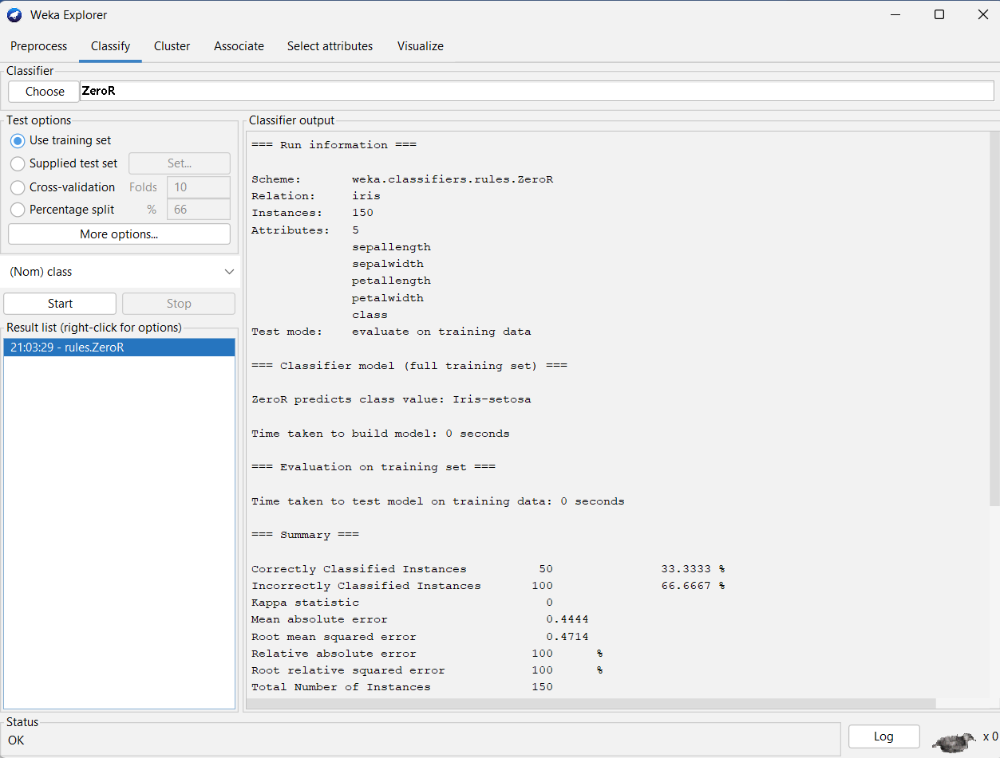 Weka Explorer
Preprocess Classify Cluster Associate Select attributes Visualize
Classifier
Choose ZeroR
Test options
Use training set
Supplied test set Set...
Cross-validation Folds 10
Percentage split % 66
More options...
(Nom) class
Start Stop
Result list (right-click for options)
21:03:29 - rules.ZeroR
Classifier output
=== Run information ===
Scheme: weka.classifiers.rules.ZeroR
Relation: iris
Instances: 150
Attributes: 5
sepallength
sepalwidth
petallength
petalwidth
class
Test mode: evaluate on training data
=== Classifier model (full training set) ===
ZeroR predicts class value: Iris-setosa
Time taken to build model: 0 seconds
=== Evaluation on training set ===
Time taken to test model on training data: 0 seconds
=== Summary ===
Correctly Classified Instances 50 33.3333 %
Incorrectly Classified Instances 100 66.6667 %
Kappa statistic 0
Mean absolute error 0.4444
Root mean squared error 0.4714
Relative absolute error 100 %
Root relative squared error 100 %
Total Number of Instances 150
Status
OK
Log x 0